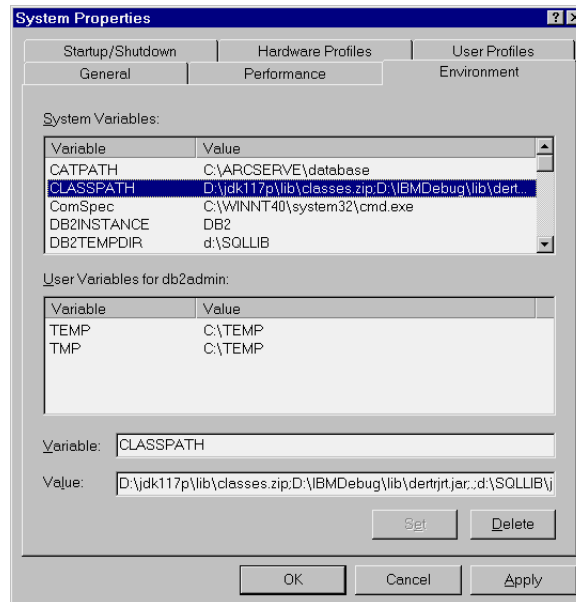 System Properties
Startup/Shutdown Hardware Profiles User Profiles
General Performance Environment
System Variables:
Variable Value
CATPATH C:\ARCSERVE\database
CLASSPATH D:\jdk117p\lib\classes.zip;D:\IBMDebug\lib\dert...
ComSpec C:\WINNT40\system32\cmd.exe
DB2INSTANCE DB2
DB2TEMPDIR d:\SQLLIB
User Variables for db2admin:
Variable Value
TEMP C:\TEMP
TMP C:\TEMP
Variable: CLASSPATH
Value: D:\jdk117p\lib\classes.zip;D:\IBMDebug\lib\dertrjrt.jar;.;d:\SQLLIB\j
Set Delete
OK Cancel Apply